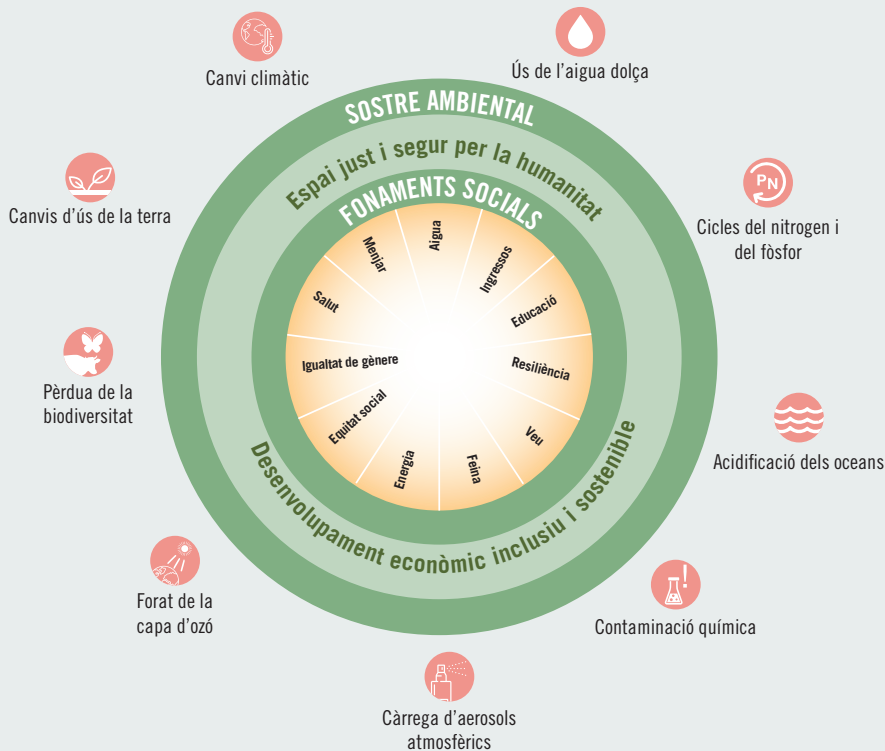 Canvi climàtic
Ús de l’aigua dolça
SOSTRE AMBIENTAL
Espai just i segur per la humanitat
FONAMENTS SOCIALS
Canvis d’ús de la terra
PN
Cicles del nitrogen i
del fòsfor
Aigua
Menjar
Ingressos
Salut
Educació
Igualtat de gènere
Resiliència
Equitat social
Veu
Energia
Feina
Pèrdua de la
biodiversitat
Acidificació dels oceans
Desenvolupament econòmic inclusiu i sostenible
Forat de la
capa d’ozó
!
Contaminació química
Càrrega d’aerosols
atmosfèrics